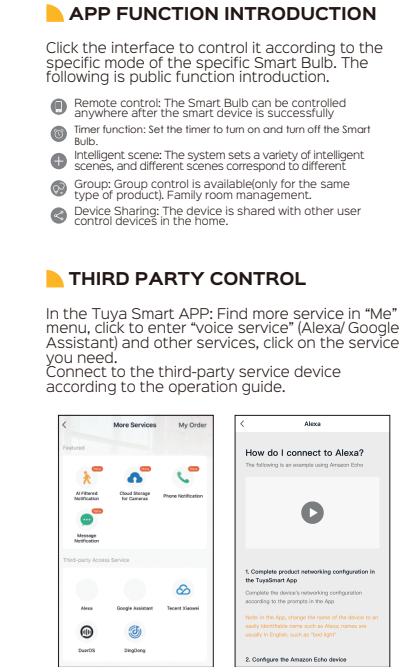 APP FUNCTION INTRODUCTION
Click the interface to control it according to the
specific mode of the specific Smart Bulb. The
following is public function introduction.
Remote control: The Smart Bulb can be controlled
anywhere after the smart device is successfully
Timer function: Set the timer to turn on and turn off the Smart
Bulb.
Intelligent scene: The system sets a variety of intelligent
scenes, and different scenes correspond to different
Group: Group control is available(only for the same
type of product). Family room management.
Device Sharing: The device is shared with other user
control devices in the home.
THIRD PARTY CONTROL
In the Tuya Smart APP: Find more service in “Me”
menu, click to enter “voice service” (Alexa/ Google
Assistant) and other services, click on the service
you need.
Connect to the third-party service device
according to the operation guide.
More Services My Order
Featured
AI Filtered
Notification
Cloud Storage
for Cameras
Phone Notification
Message
Notification
Third-party Access Service
Alexa Google Assistant Tecent Xiaowei
DuerOS DingDong
Alexa
How do I connect to Alexa?
The following is an example using Amazon Echo
1. Complete product networking configuration in
the TuyaSmart App
Complete the device's networking configuration
according to the prompts in the App
Note: in the App, change the name of the device to an
easily identifiable name such as Alexa; names are
usually in English, such as "bed light"
2. Configure the Amazon Echo device